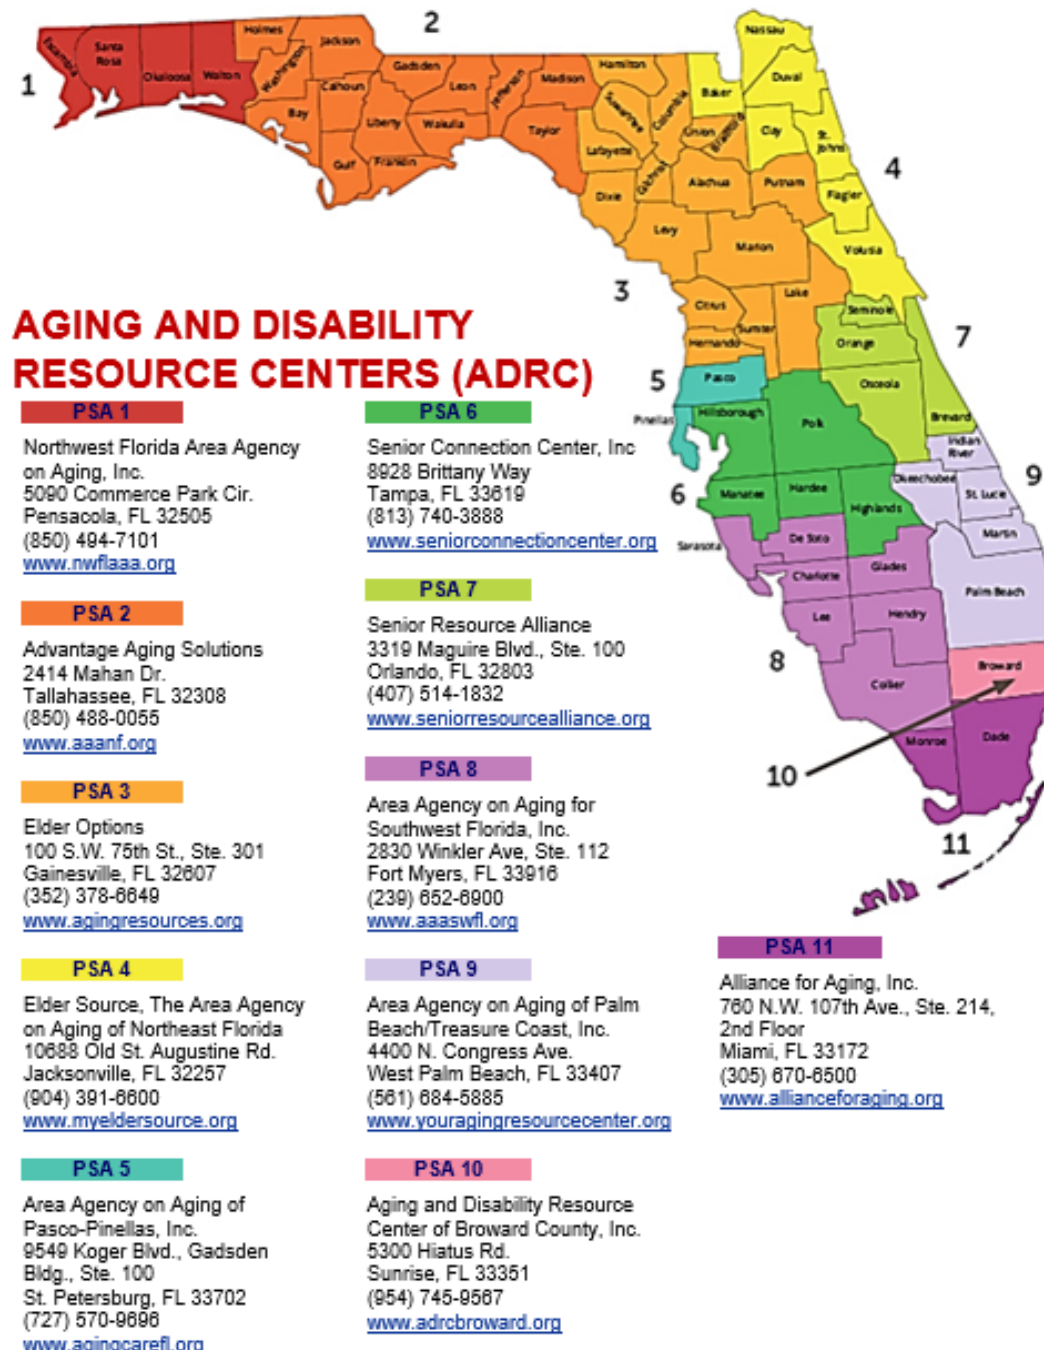 2
Holmes
Jackson
Nassau
Escambia
Santa
Rosa
Okaloosa
Walton
Washington
Gadsden
Leon
Jefferson
Madison
Hamilton
Duval
1
Calhoun
Bay
Liberty
Wakulla
Taylor
Suwannee
Columbia
Baker
Union
Bradford
Clay
St.
Johns
Gulf
Franklin
Lafayette
Gilchrist
Alachua
Putnam
4
Dixie
Flagler
Levy
Marion
Volusia
3
Citrus
Lake
Sumter
Hernando
Seminole
Orange
7
5
Pasco
Osceola
Pinellas
Hillsborough
Polk
Brevard
Indian
River
9
6
Manatee
Hardee
Highlands
Okeechobee
St. Lucie
Sarasota
De Soto
Martin
Charlotte
Glades
Palm Beach
Lee
Hendry
8
Collier
Broward
Monroe
Dade
10
11
AGING AND DISABILITY
RESOURCE CENTERS (ADRC)
PSA 1
Northwest Florida Area Agency
on Aging, Inc.
5090 Commerce Park Cir.
Pensacola, FL 32505
(850) 494-7101
www.nwflaaa.org
PSA 2
Advantage Aging Solutions
2414 Mahan Dr.
Tallahassee, FL 32308
(850) 488-0055
www.aaanf.org
PSA 3
Elder Options
100 S.W. 75th St., Ste. 301
Gainesville, FL 32607
(352) 378-6649
www.agingresources.org
PSA 4
Elder Source, The Area Agency
on Aging of Northeast Florida
10688 Old St. Augustine Rd.
Jacksonville, FL 32257
(904) 391-6600
www.myeldersource.org
PSA 5
Area Agency on Aging of
Pasco-Pinellas, Inc.
9549 Koger Blvd., Gadsden
Bldg., Ste. 100
St. Petersburg, FL 33702
(727) 570-9696
www.agingcarefl.org
PSA 6
Senior Connection Center, Inc
8928 Brittany Way
Tampa, FL 33619
(813) 740-3888
www.seniorconnectioncenter.org
PSA 7
Senior Resource Alliance
3319 Maguire Blvd., Ste. 100
Orlando, FL 32803
(407) 514-1832
www.seniorresourcealliance.org
PSA 8
Area Agency on Aging for
Southwest Florida, Inc.
2830 Winkler Ave, Ste. 112
Fort Myers, FL 33916
(239) 652-6900
www.aaaswfl.org
PSA 9
Area Agency on Aging of Palm
Beach/Treasure Coast, Inc.
4400 N. Congress Ave.
West Palm Beach, FL 33407
(561) 684-5885
www.youragingresourcecenter.org
PSA 10
Aging and Disability Resource
Center of Broward County, Inc.
5300 Hiatus Rd.
Sunrise, FL 33351
(954) 745-9567
www.adrcbroward.org
PSA 11
Alliance for Aging, Inc.
760 N.W. 107th Ave., Ste. 214,
2nd Floor
Miami, FL 33172
(305) 670-6500
www.allianceforaging.org